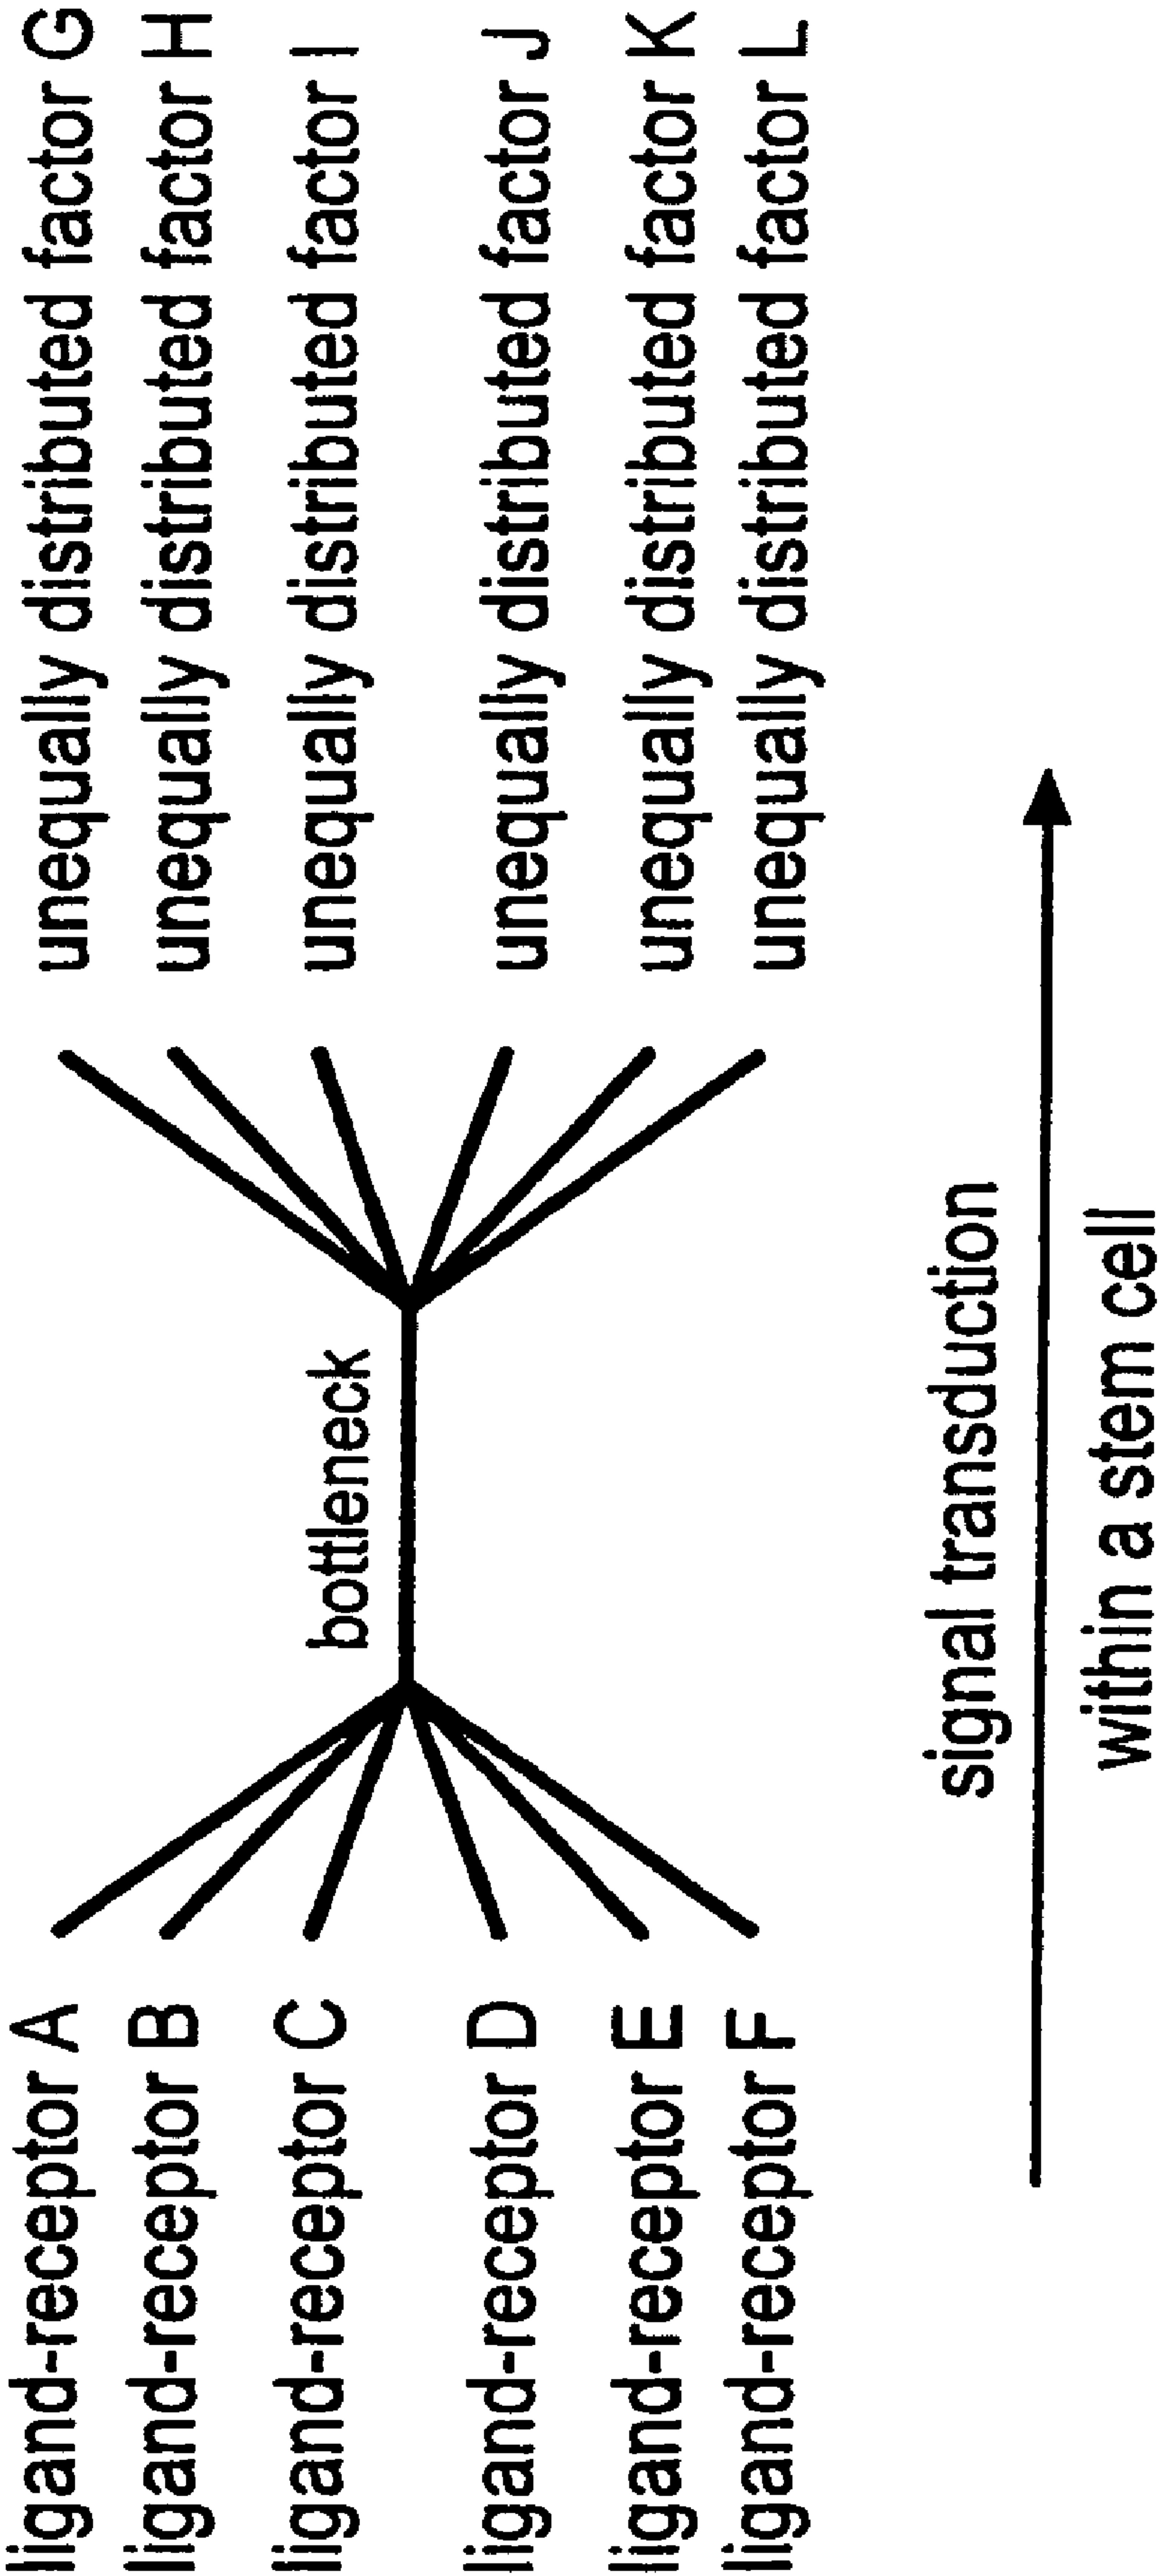 ligand-receptor A
ligand-receptor B
ligand-receptor C
ligand-receptor D
ligand-receptor E
ligand-receptor F
bottleneck
unequally distributed factor G
unequally distributed factor H
unequally distributed factor I
unequally distributed factor J
unequally distributed factor K
unequally distributed factor L
signal transduction
within a stem cell